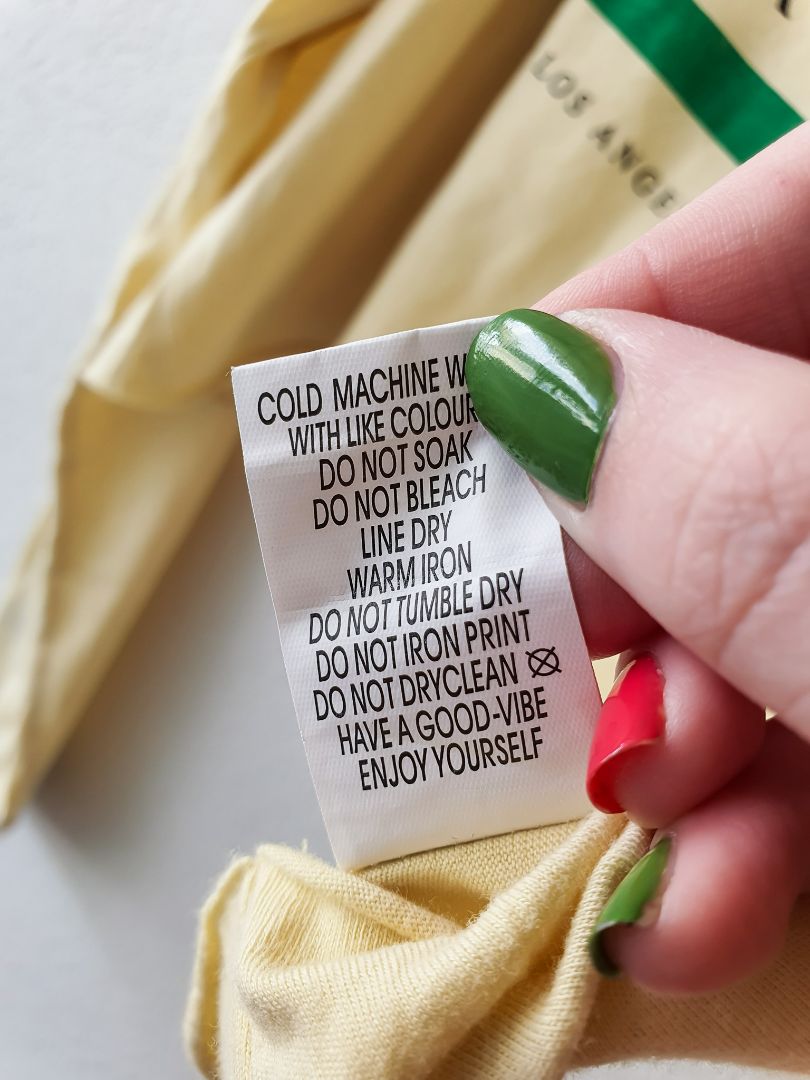 LOS ANGE
COLD MACHINE W
WITH LIKE COLOUR
DO NOT SOAK
DO NOT BLEACH
LINE DRY
WARM IRON
DO NOT TUMBLE DRY
DO NOT IRON PRINT
DO NOT DRYCLEAN
HAVE A GOOD-VIBE
ENJOY YOURSELF